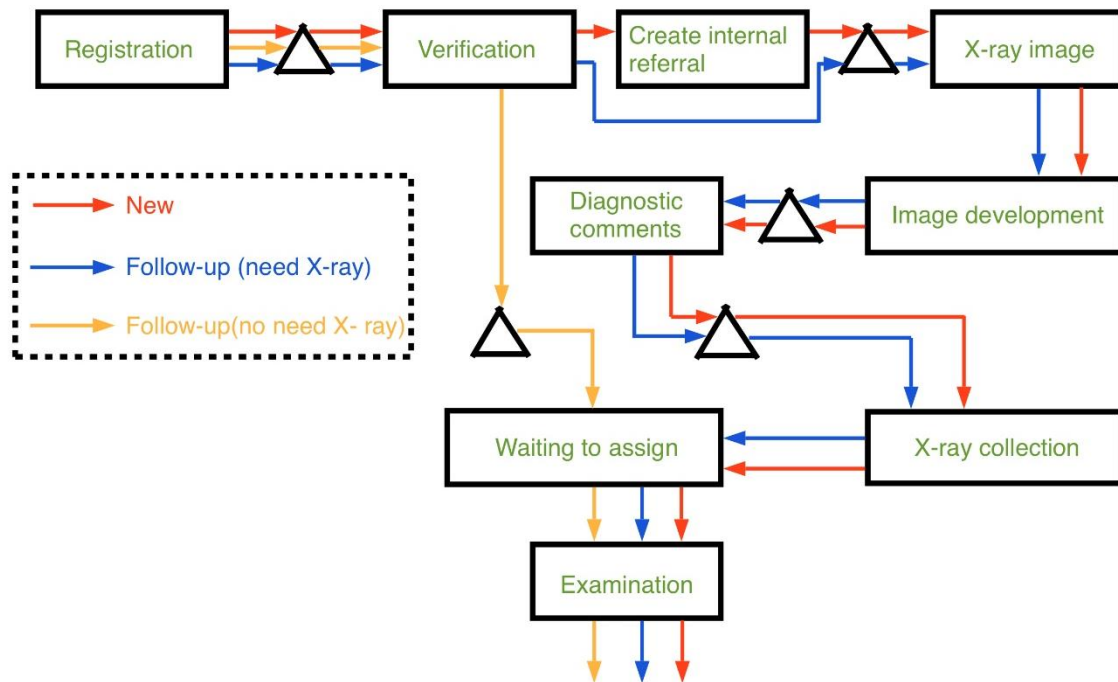 Registration
Verification
Create internal
referral
X-ray image
New
Follow-up (need X-ray)
Follow-up(no need X- ray)
Diagnostic
comments
Image development
Waiting to assign
X-ray collection
Examination